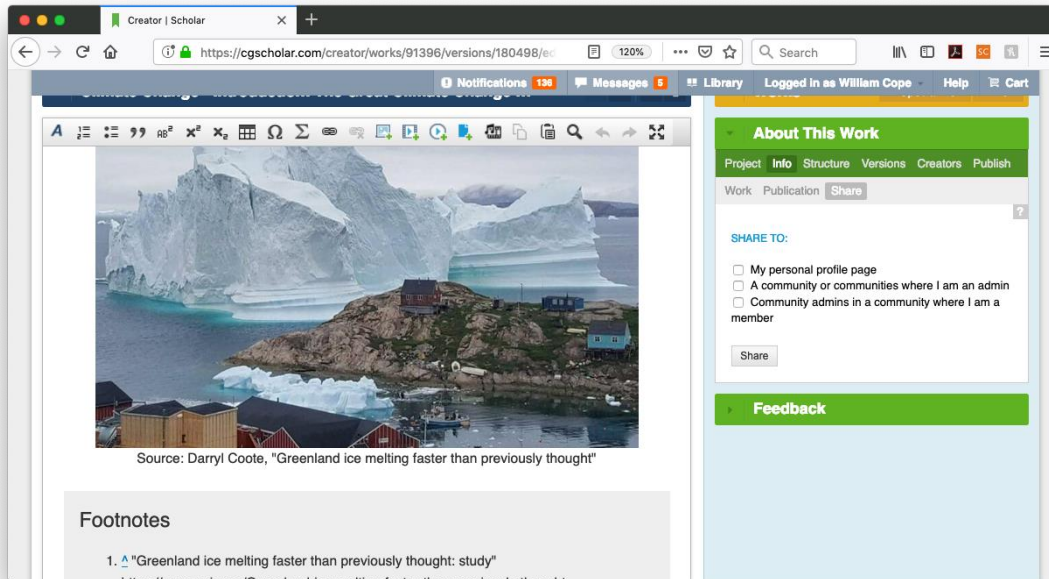 Creator | Scholar
https://cgscholar.com/creator/works/91396/versions/180498/
120%
Search
Notifications 136 Messages 5 Library Logged in as William Cope Help Cart
About This Work
Project Info Structure Versions Creators Publish
Work Publication Share
?
SHARE TO:
My personal profile page
A community or communities where I am an admin
Community admins in a community where I am a
member
Share
Feedback
Source: Darryl Coote, "Greenland ice melting faster than previously thought"
Footnotes
1. ^ "Greenland ice melting faster than previously thought: study"